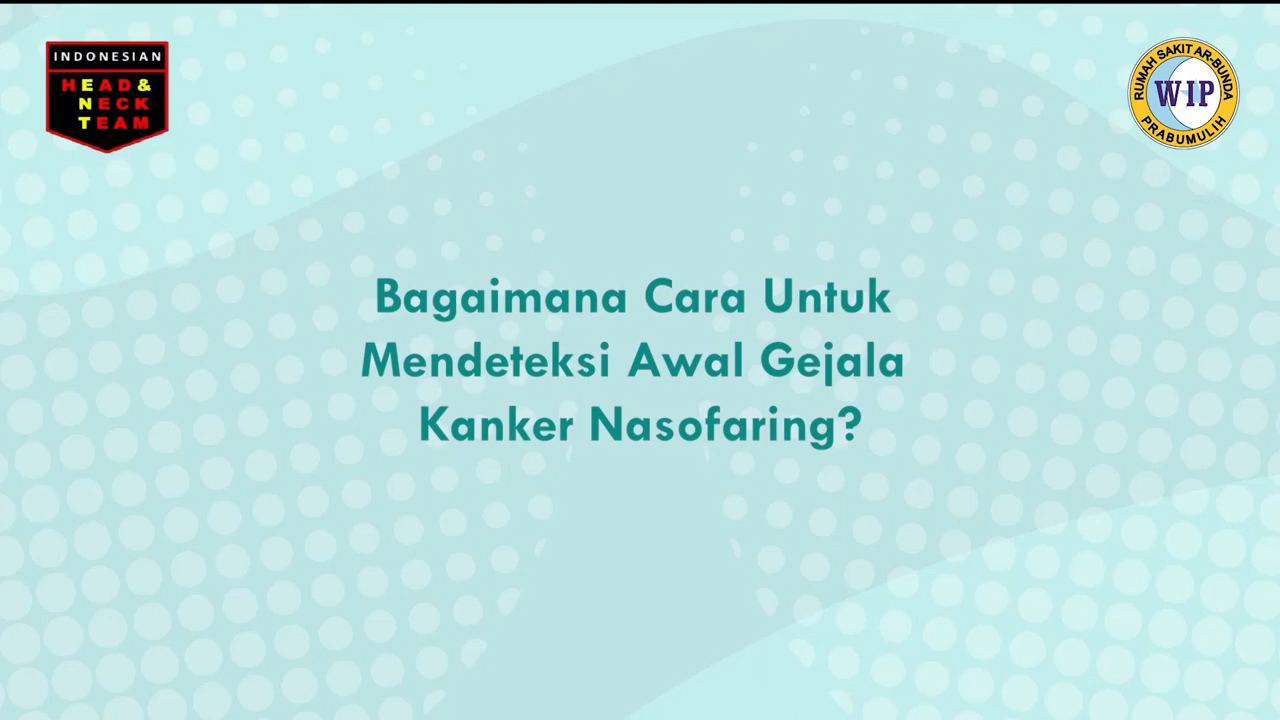 INDONESIAN
HEAD &
NECK
TEAM
RUMAH SAKIT AR-BUNDA
WIP
PRABUMULIH
Bagaimana Cara Untuk
Mendeteksi Awal Gejala
Kanker Nasofaring?